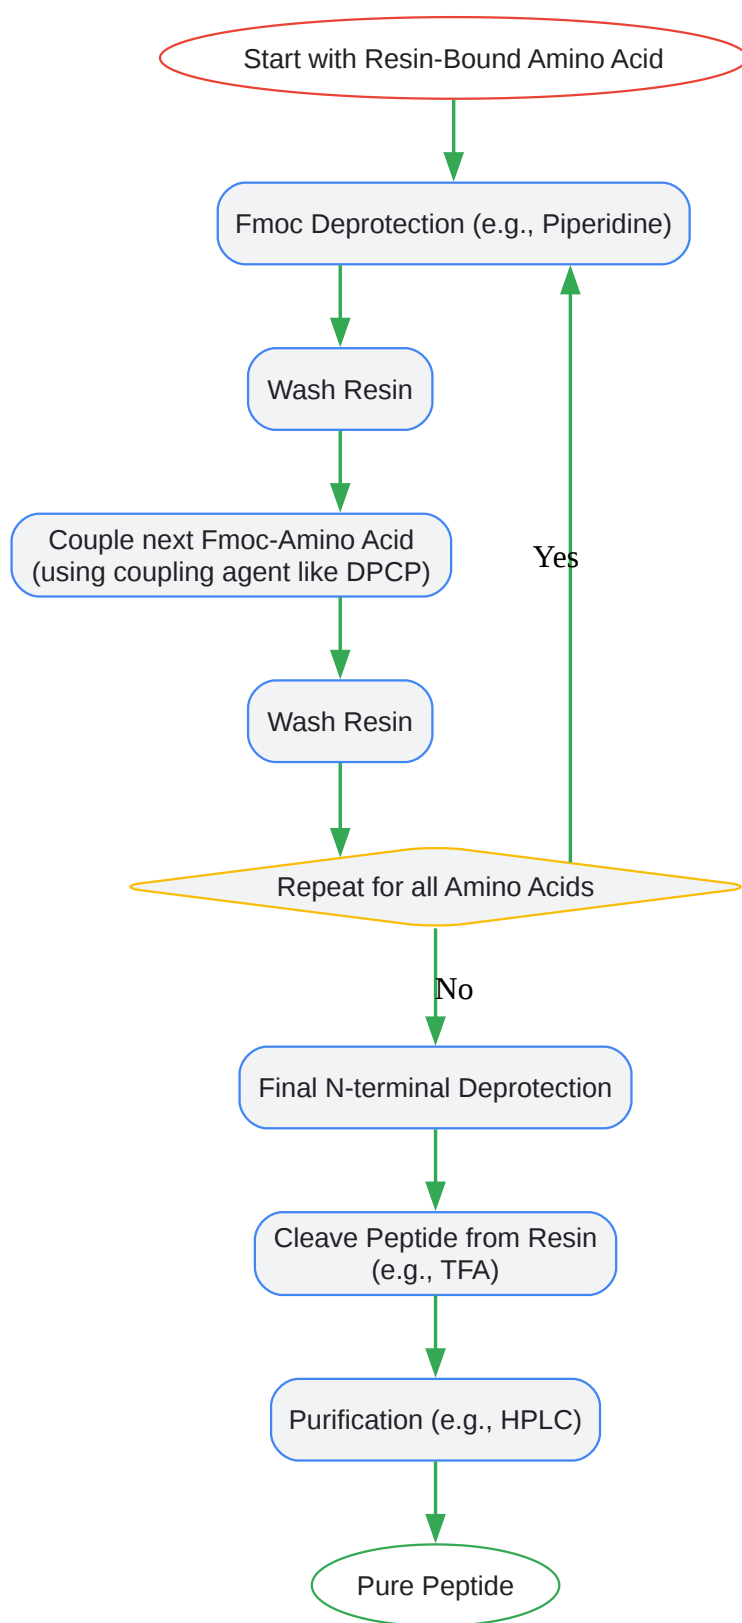 Start with Resin-Bound Amino Acid
Fmoc Deprotection (e.g., Piperidine)
Wash Resin
Couple next Fmoc-Amino Acid
(using coupling agent like DPCP)
Yes
Wash Resin
Repeat for all Amino Acids
No
Final N-terminal Deprotection
Cleave Peptide from Resin
(e.g., TFA)
Purification (e.g., HPLC)
Pure Peptide